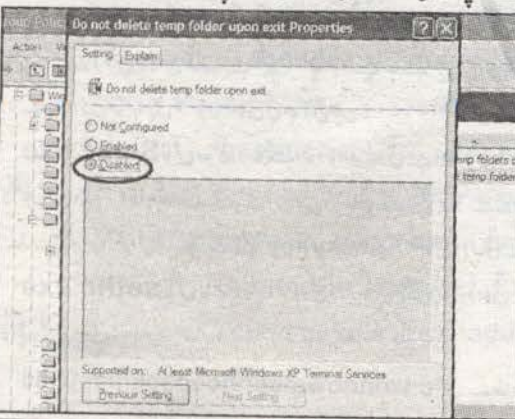 Group Policy
Do not delete temp folder upon exit Properties
Action
Setting
Explain
Do not delete temp folder upon exit
Not Configured
Enabled
Disabled
temp folders
temp folder
Supported on: At least Microsoft Windows XP Terminal Services
Previous Setting
Next Setting